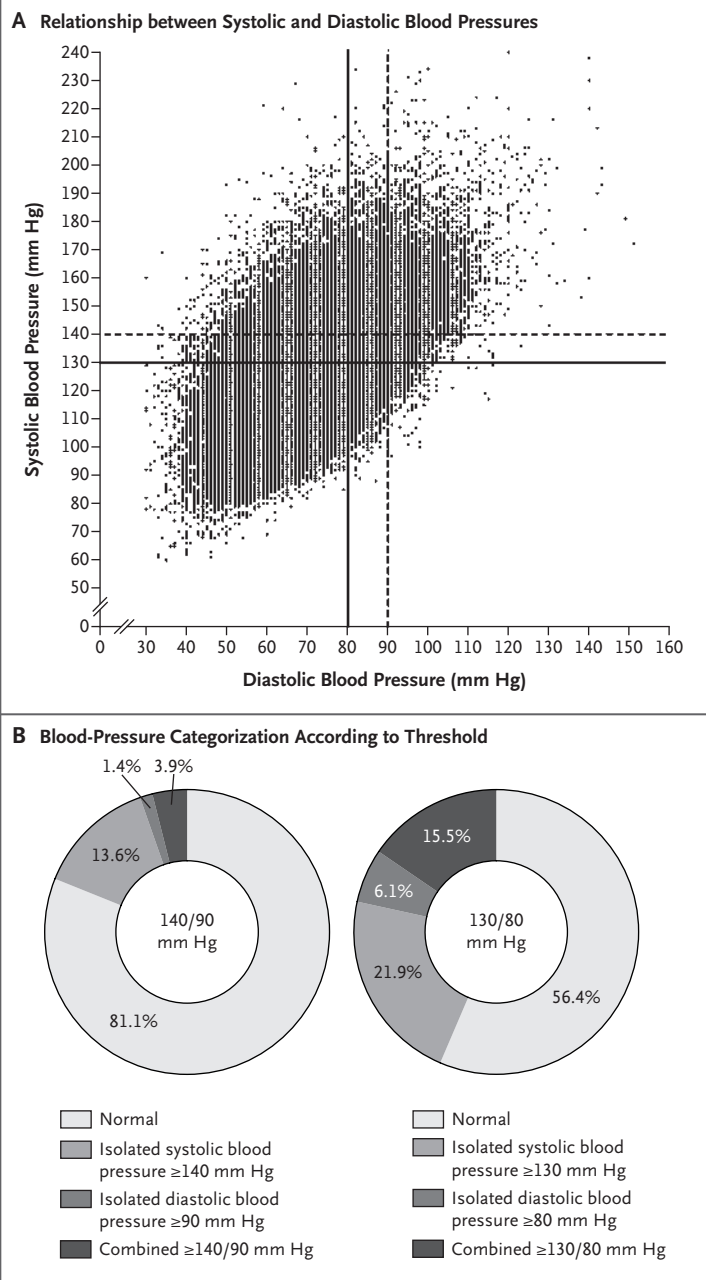 A Relationship between Systolic and Diastolic Blood Pressures
Systolic Blood Pressure (mm Hg)
240
230
220
210
200
190
180
170
160
150
140
130
120
110
100
90
80
70
60
50
0
0 30 40 50 60 70 80 90 100 110 120 130 140 150 160
Diastolic Blood Pressure (mm Hg)
B Blood-Pressure Categorization According to Threshold
1.4% 3.9%
13.6%
140/90
mm Hg
81.1%
15.5%
6.1%
130/80
mm Hg
21.9%
56.4%
Normal
Isolated systolic blood
pressure ≥140 mm Hg
Isolated diastolic blood
pressure ≥90 mm Hg
Combined ≥140/90 mm Hg
Normal
Isolated systolic blood
pressure ≥130 mm Hg
Isolated diastolic blood
pressure ≥80 mm Hg
Combined ≥130/80 mm Hg